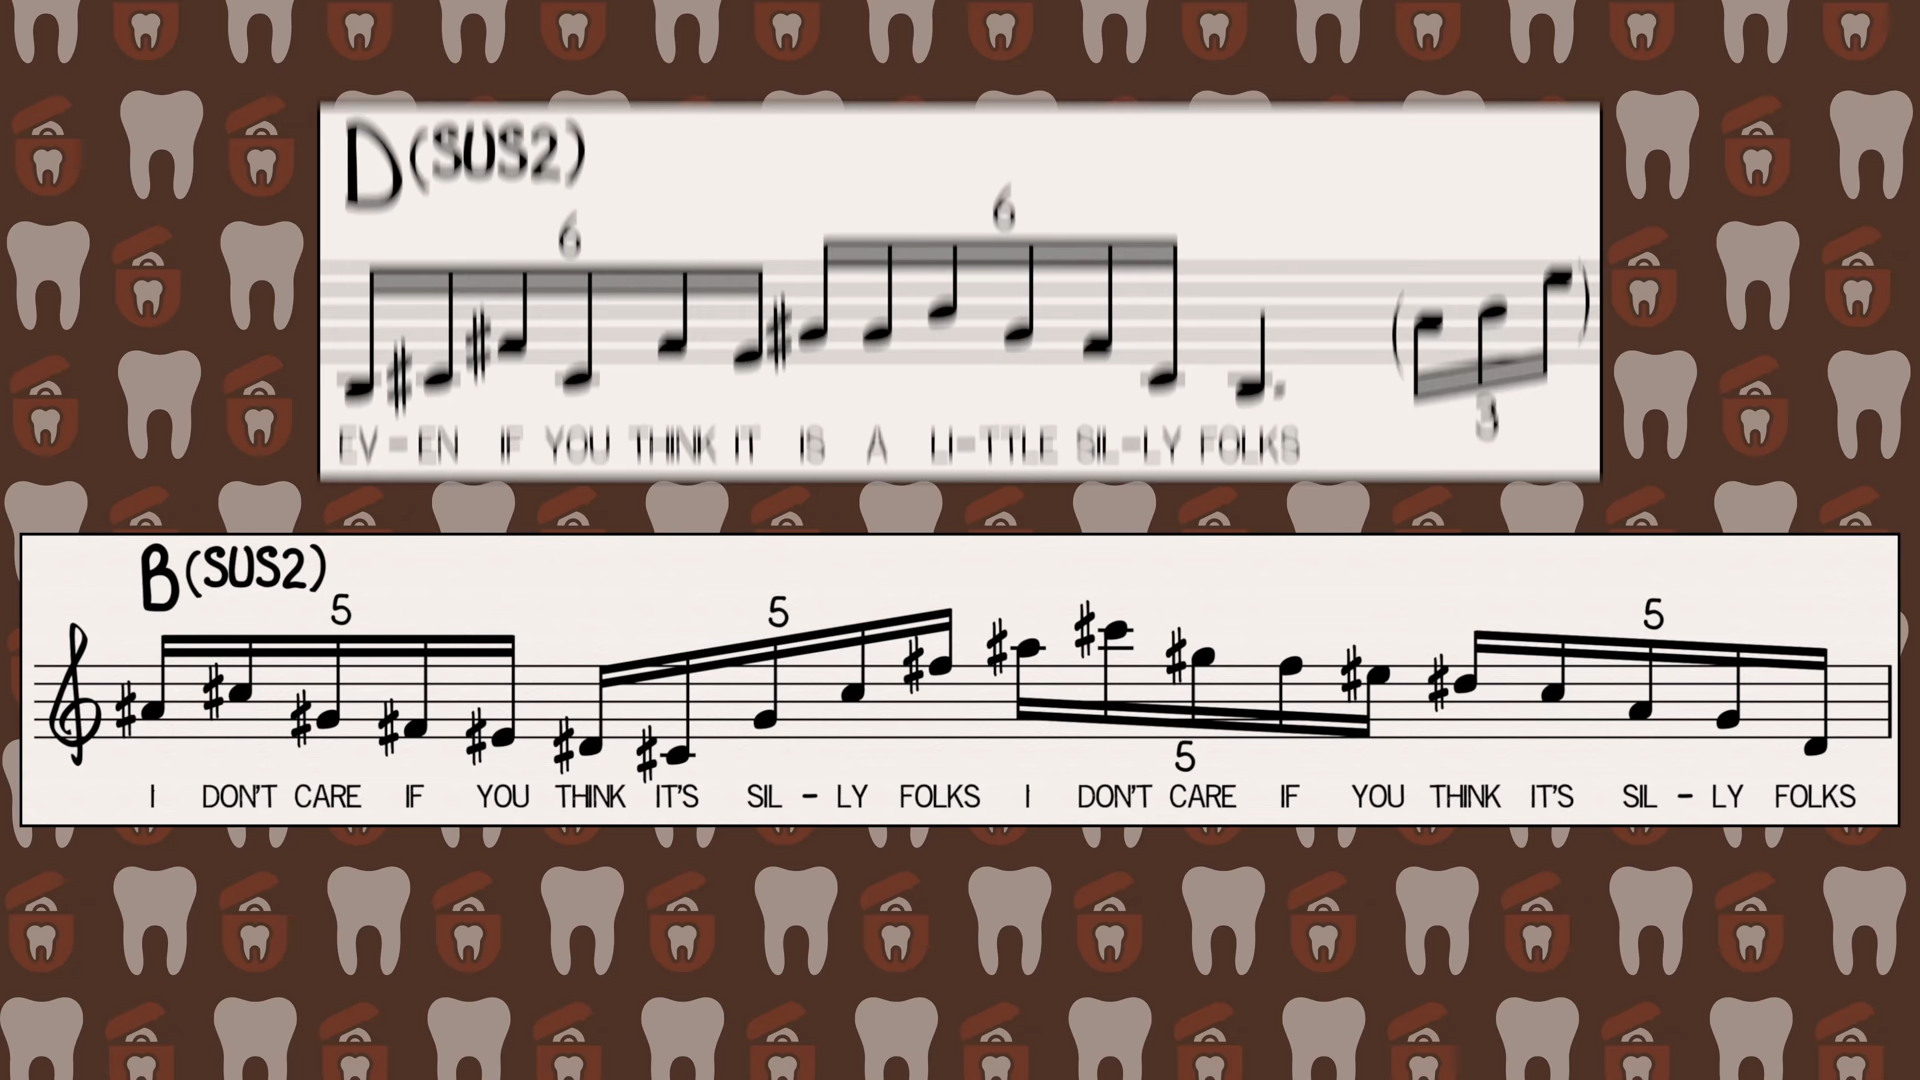 D(SUS2)
6 6
3
EV-EN IF YOU THINK IT IS A LI-TTLE SIL-LY FOLKS
B(SUS2)
5 5 5
5
I DON'T CARE IF YOU THINK IT'S SIL - LY FOLKS I DON'T CARE IF YOU THINK IT'S SIL - LY FOLKS